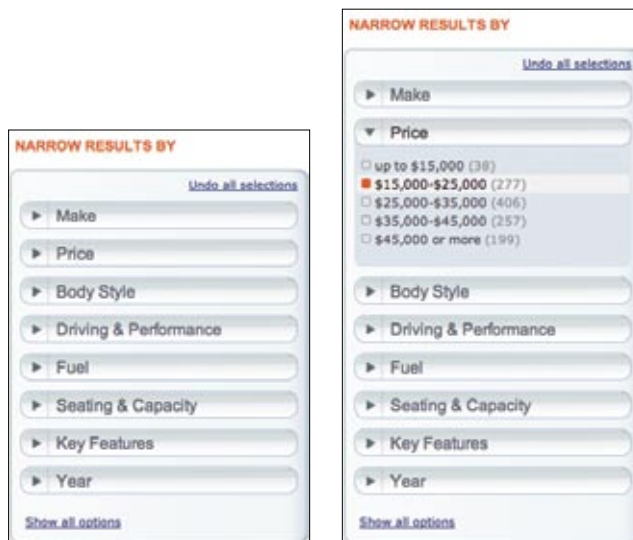 NARROW RESULTS BY
Undo all selections
Make
Price
Body Style
Driving & Performance
Fuel
Seating & Capacity
Key Features
Year
Show all options
NARROW RESULTS BY
Undo all selections
Make
Price
up to $15,000 (38)
$15,000-$25,000 (277)
$25,000-$35,000 (406)
$35,000-$45,000 (257)
$45,000 or more (199)
Body Style
Driving & Performance
Fuel
Seating & Capacity
Key Features
Year
Show all options